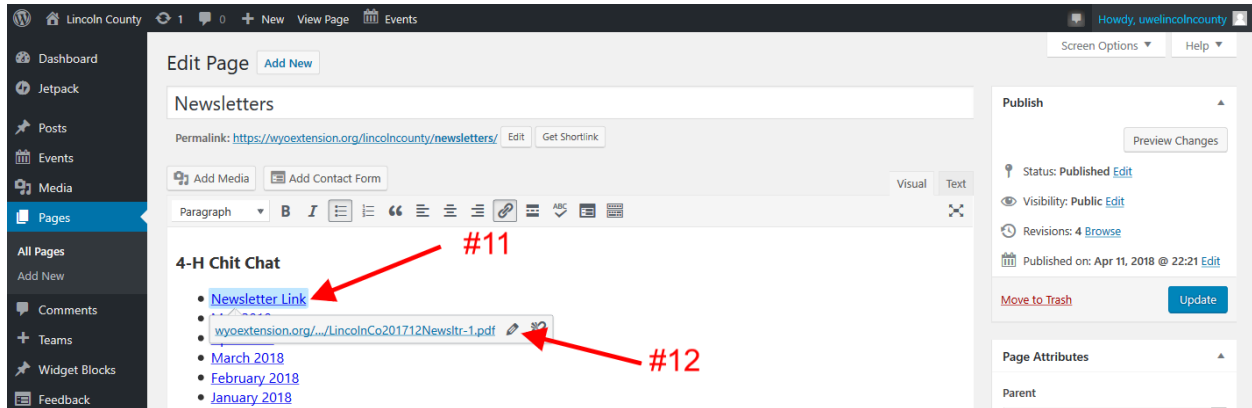 Lincoln County 1 0 + New View Page Events Howdy, uwelincolncounty
Screen Options ▼ Help ▼
Dashboard
Jetpack
Posts
Events
Media
Pages
All Pages
Add New
Comments
Teams
Widget Blocks
Feedback
Edit Page Add New
Newsletters
Permalink: https://wyoextension.org/lincolncounty/newsletters/ Edit Get Shortlink
Add Media Add Contact Form
Visual Text
Paragraph ▼ B I ABC
#11
4-H Chit Chat
• Newsletter Link
2018
wyoextension.org/.../LincolnCo201712Newsltr-1.pdf
#12
• March 2018
• February 2018
• January 2018
Publish
Preview Changes
Status: Published Edit
Visibility: Public Edit
Revisions: 4 Browse
Published on: Apr 11, 2018 @ 22:21 Edit
Move to Trash Update
Page Attributes
Parent